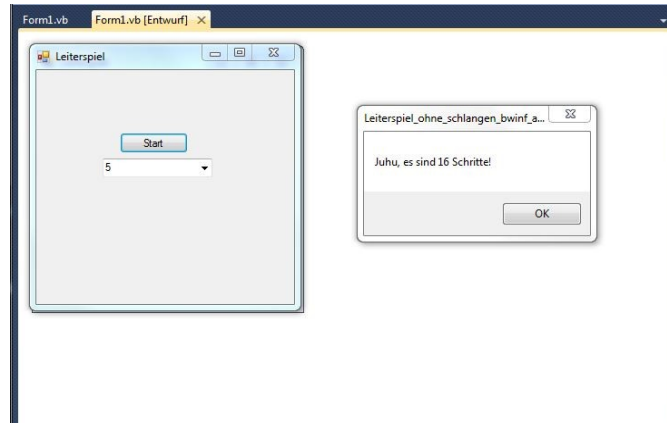 Form1.vb Form1.vb [Entwurf]
Leiterspiel
Start
5
Leiterspiel_ohne_schlangen_bwinf_a...
Juhu, es sind 16 Schritte!
OK